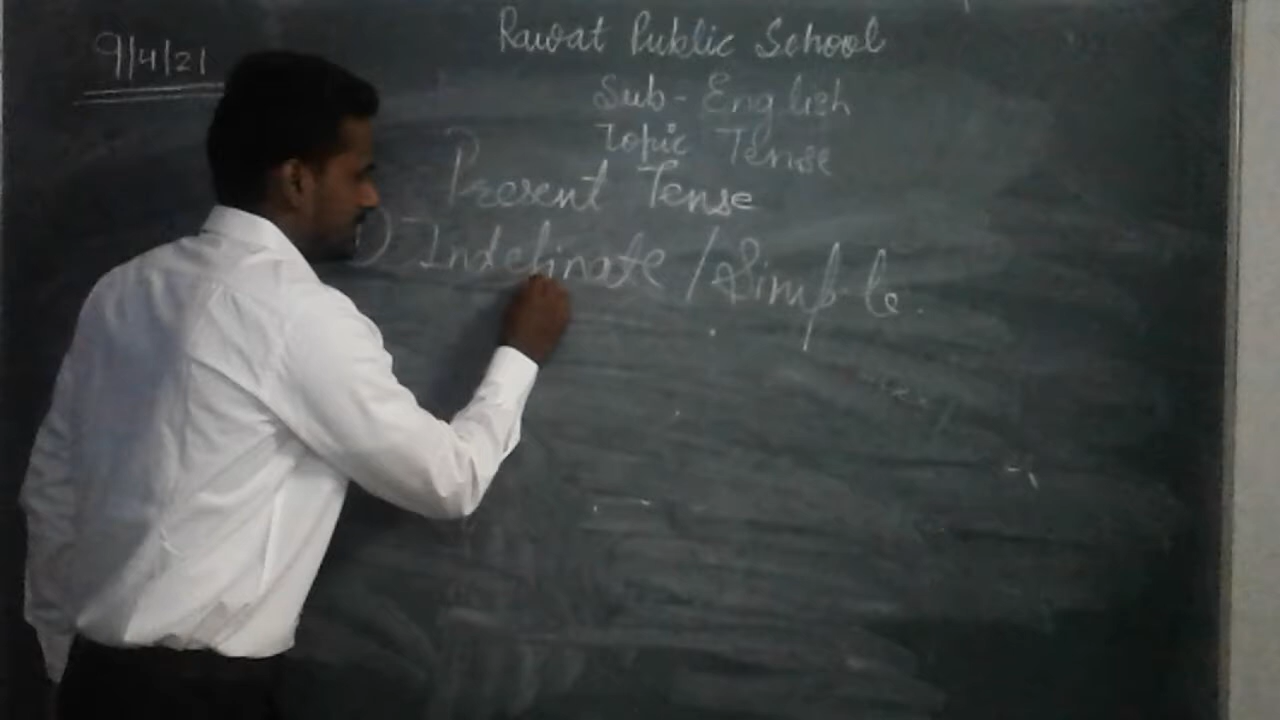 9/4/21
Rawat Public School
Sub - English
Topic Tense
Present Tense
1) Indefinate / Simple.